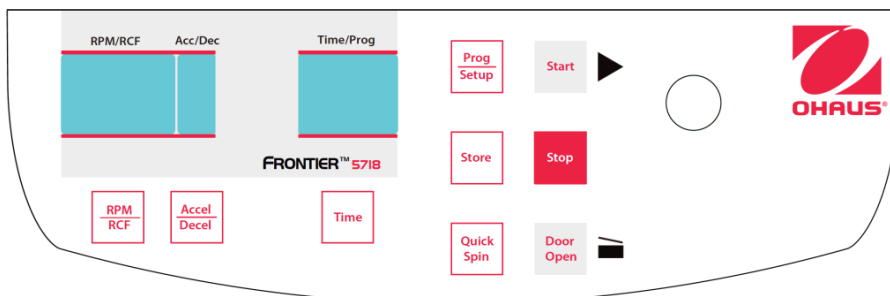 RPM/RCF Acc/Dec Time/Prog
FRONTIER™ 5718
RPM
RCF
Accel
Decel
Time
Prog
Setup
Start
Store
Stop
Quick
Spin
Door
Open
OHAUS®